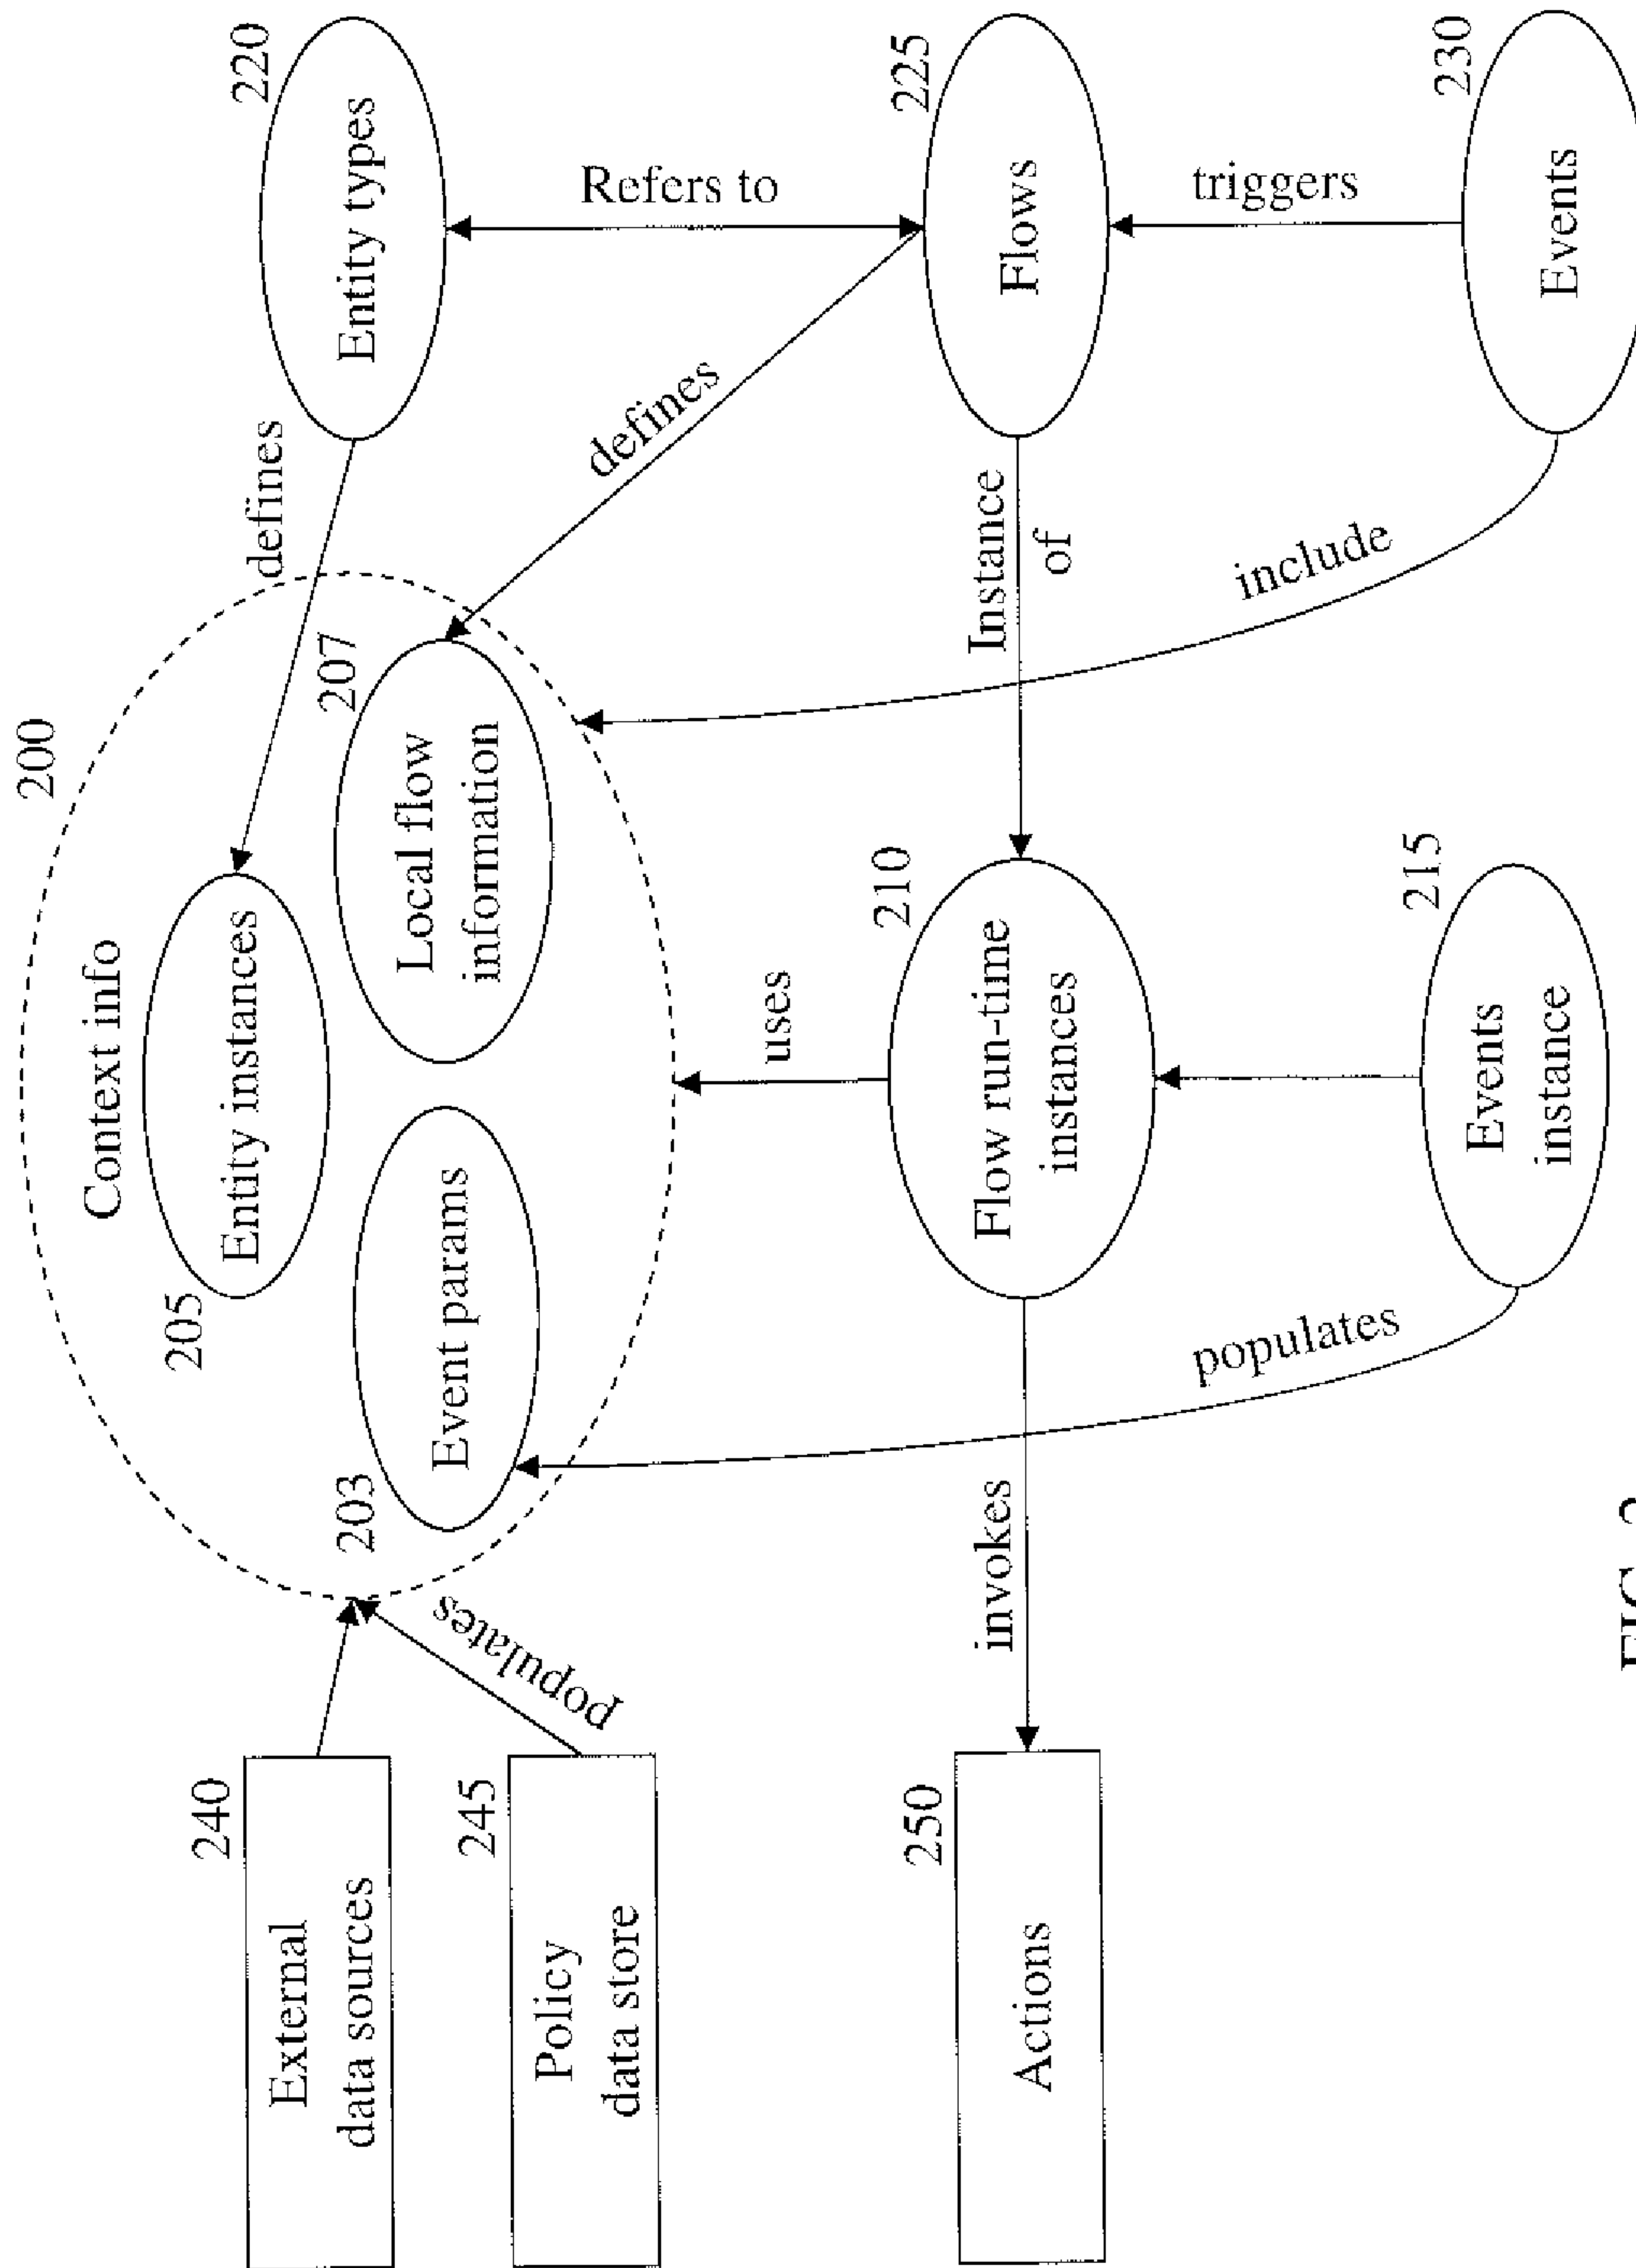 200
Context info
240
External
data sources
205
Entity instances
defines
220
Entity types
203
Event params
207
Local flow
information
245
Policy
data store
populates
defines
Refers to
uses
250
Actions
invokes
210
Flow run-time
instances
Instance
of
225
Flows
populates
include
triggers
215
Events
instance
230
Events
FIG. 2